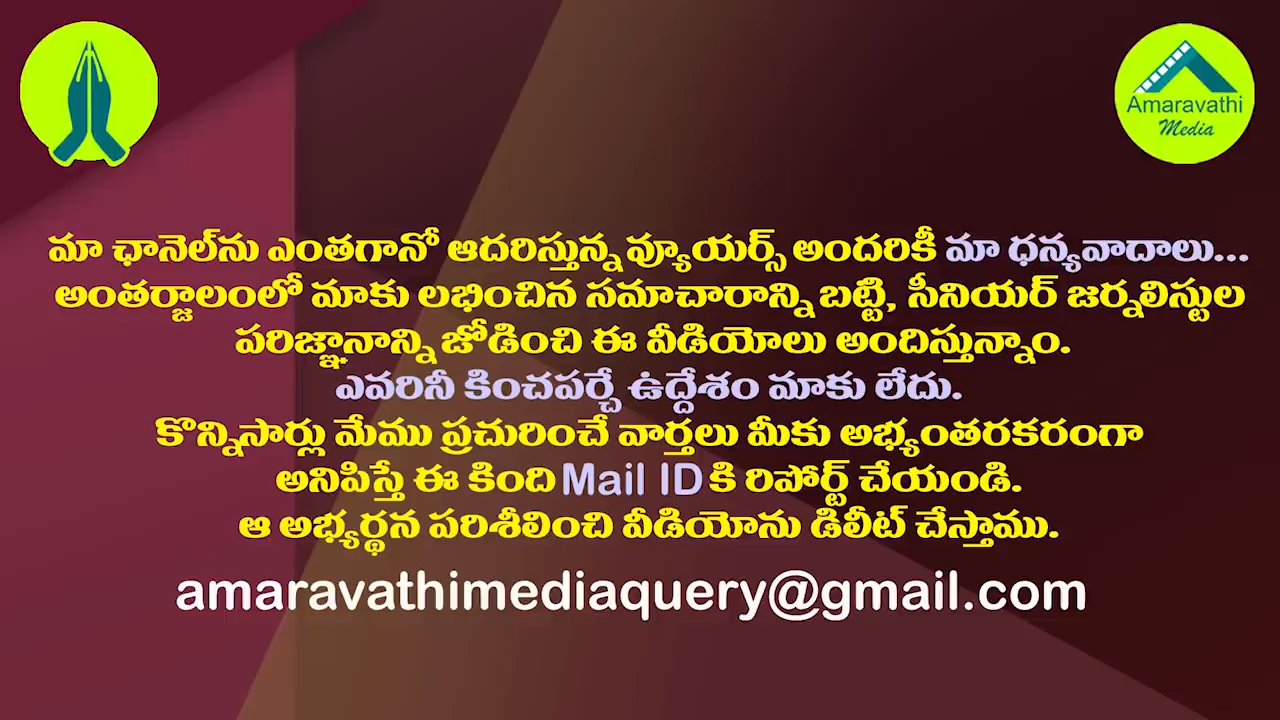 Amaravathi
Media
మా ఛానెల్‌ను ఎంతగానో ఆదరిస్తున్న వ్యూయర్స్ అందరికీ మా ధన్యవాదాలు...
అంతర్జాలంలో మాకు లభించిన సమాచారాన్ని బట్టి, సీనియర్ జర్నలిస్టుల
పరిజ్ఞానాన్ని జోడించి ఈ వీడియోలు అందిస్తున్నాం.
ఎవరినీ కించపర్చే ఉద్దేశం మాకు లేదు.
కొన్నిసార్లు మేము ప్రచురించే వార్తలు మీకు అభ్యంతరకరంగా
అనిపిస్తే ఈ కింది Mail ID కి రిపోర్ట్ చేయండి.
ఆ అభ్యర్థన పరిశీలించి వీడియోను డిలీట్ చేస్తాము.
amaravathimediaquery@gmail.com